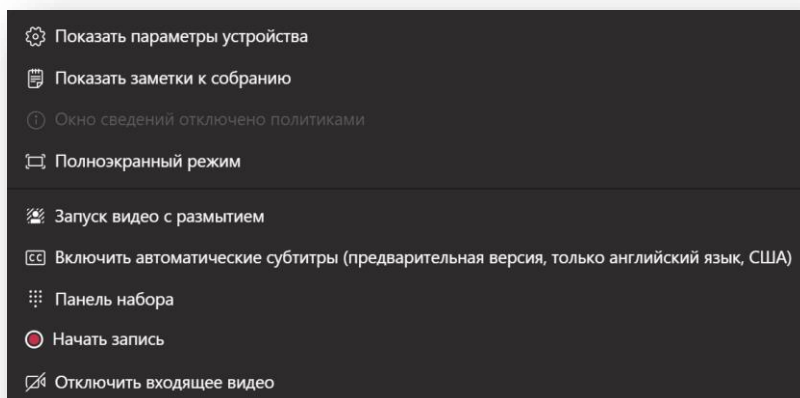 Показать параметры устройства
Показать заметки к собранию
Окно сведений отключено политиками
Полноэкранный режим
Запуск видео с размытием
CC Включить автоматические субтитры (предварительная версия, только английский язык, США)
Панель набора
Начать запись
Отключить входящее видео